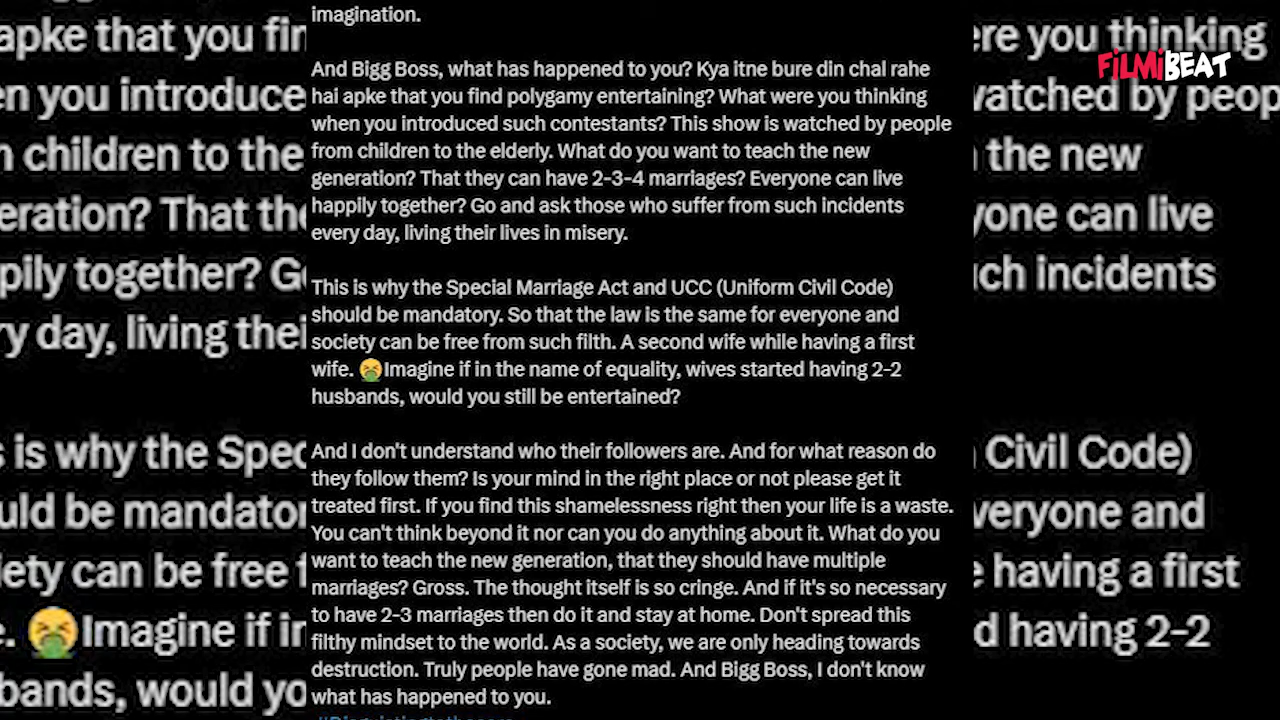 imagination.
And Bigg Boss, what has happened to you? Kya itne bure din chal rahe
hai apke that you find polygamy entertaining? What were you thinking
when you introduced such contestants? This show is watched by people
from children to the elderly. What do you want to teach the new
generation? That they can have 2-3-4 marriages? Everyone can live
happily together? Go and ask those who suffer from such incidents
every day, living their lives in misery.
This is why the Special Marriage Act and UCC (Uniform Civil Code)
should be mandatory. So that the law is the same for everyone and
society can be free from such filth. A second wife while having a first
wife. 🤮Imagine if in the name of equality, wives started having 2-2
husbands, would you still be entertained?
And I don't understand who their followers are. And for what reason do
they follow them? Is your mind in the right place or not please get it
treated first. If you find this shamelessness right then your life is a waste.
You can't think beyond it nor can you do anything about it. What do you
want to teach the new generation, that they should have multiple
marriages? Gross. The thought itself is so cringe. And if it's so necessary
to have 2-3 marriages then do it and stay at home. Don't spread this
filthy mindset to the world. As a society, we are only heading towards
destruction. Truly people have gone mad. And Bigg Boss, I don't know
what has happened to you.
FILMIBEAT